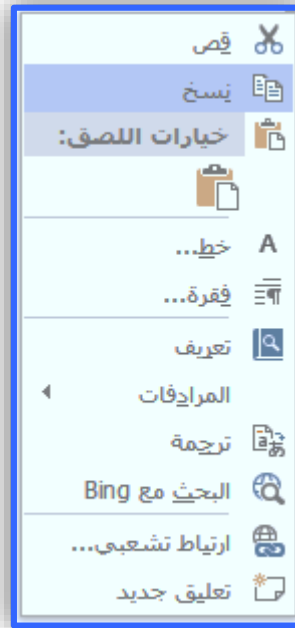 قص
نسخ
خيارات اللصق:
خط...
فقرة...
تعريف
المرادفات
ترجمة
البحث مع Bing
ارتباط تشعبي...
تعليق جديد